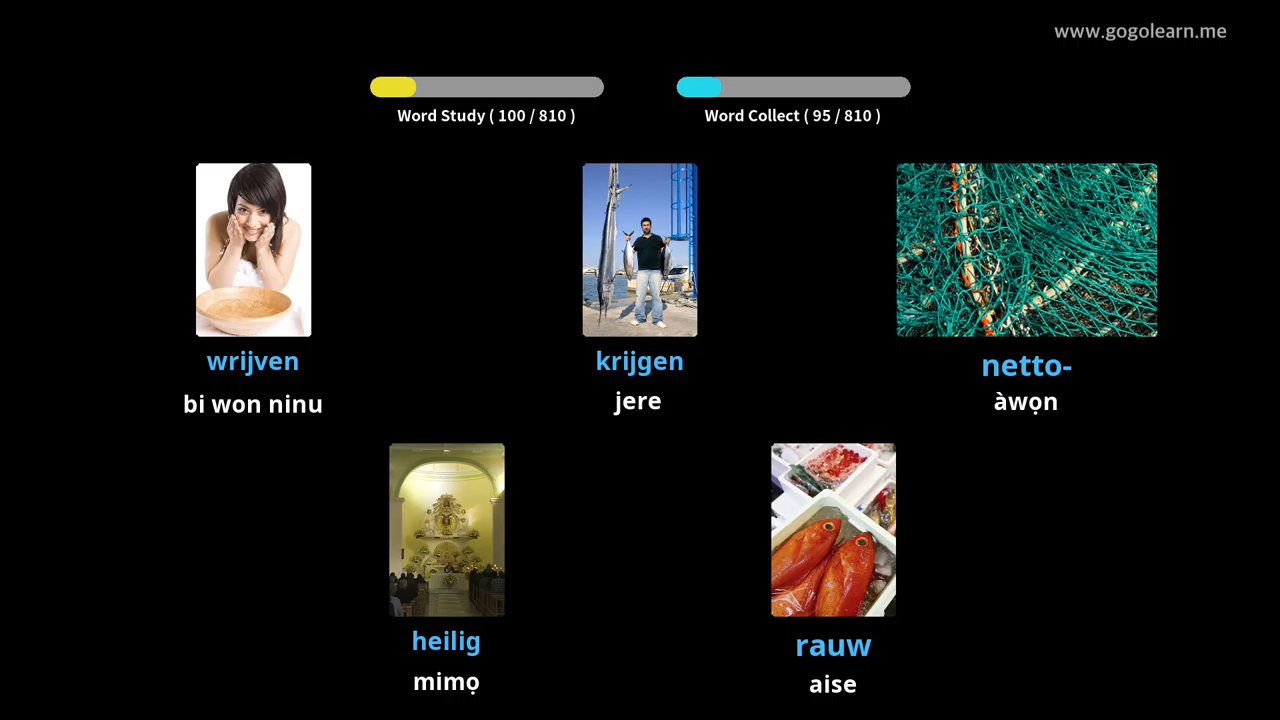 www.gogolearn.me
Word Study ( 100 / 810 )
Word Collect ( 95 / 810 )
wrijven
bi won ninu
krijgen
jere
netto-
àwọn
heilig
mimọ
rauw
aise